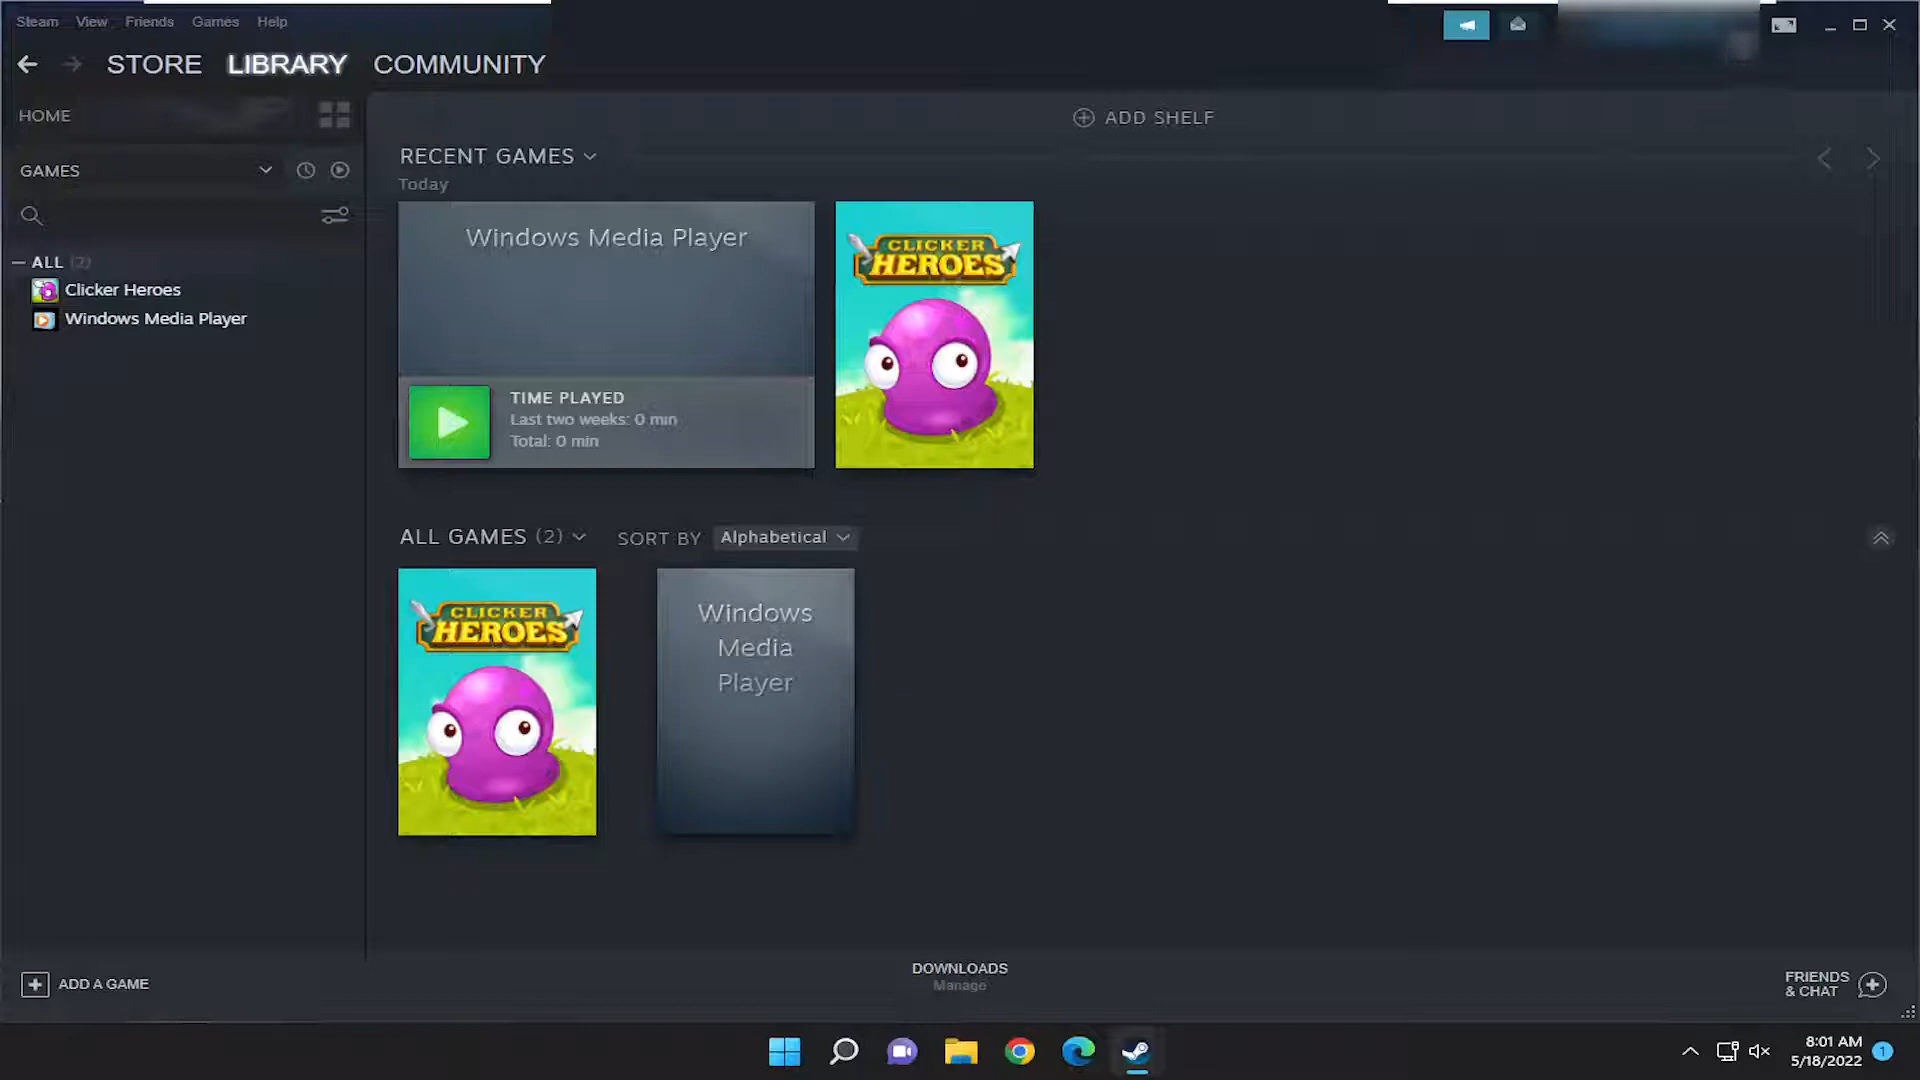 Steam View Friends Games Help
STORE LIBRARY COMMUNITY
HOME
ADD SHELF
GAMES
RECENT GAMES
Today
ALL (2)
Clicker Heroes
Windows Media Player
Windows Media Player
CLICKER
HEROES
TIME PLAYED
Last two weeks: 0 min
Total: 0 min
ALL GAMES (2) SORT BY Alphabetical
CLICKER
HEROES
Windows
Media
Player
ADD A GAME
DOWNLOADS
Manage
FRIENDS
& CHAT
8:01 AM
5/18/2022
1